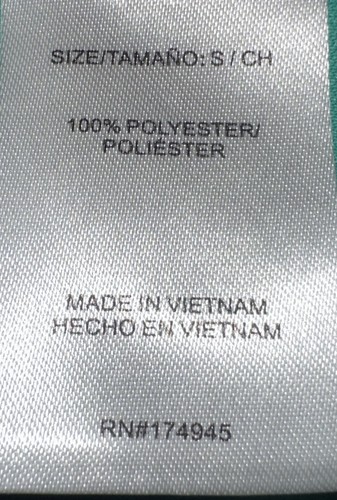 SIZE/TAMAÑO: S / CH
100% POLYESTER/
POLIÉSTER
MADE IN VIETNAM
HECHO EN VIETNAM
RN#174945